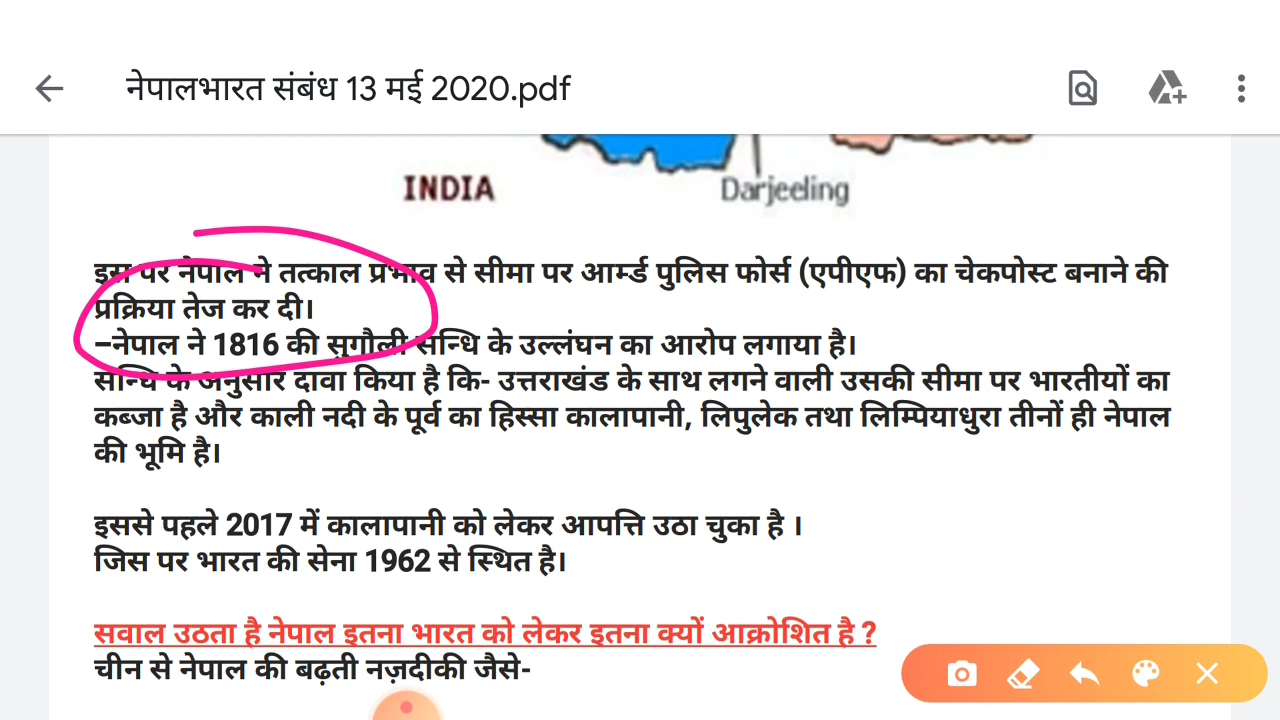 नेपालभारत संबंध 13 मई 2020.pdf
INDIA
Darjeeling
इस पर नेपाल ने तत्काल प्रभाव से सीमा पर आर्म्ड पुलिस फोर्स (एपीएफ) का चेकपोस्ट बनाने की
प्रक्रिया तेज कर दी।
–नेपाल ने 1816 की सुगौली सन्धि के उल्लंघन का आरोप लगाया है।
सन्धि के अनुसार दावा किया है कि- उत्तराखंड के साथ लगने वाली उसकी सीमा पर भारतीयों का
कब्जा है और काली नदी के पूर्व का हिस्सा कालापानी, लिपुलेक तथा लिम्पियाधुरा तीनों ही नेपाल
की भूमि है।
इससे पहले 2017 में कालापानी को लेकर आपत्ति उठा चुका है ।
जिस पर भारत की सेना 1962 से स्थित है।
सवाल उठता है नेपाल इतना भारत को लेकर इतना क्यों आक्रोशित है ?
चीन से नेपाल की बढ़ती नज़दीकी जैसे-